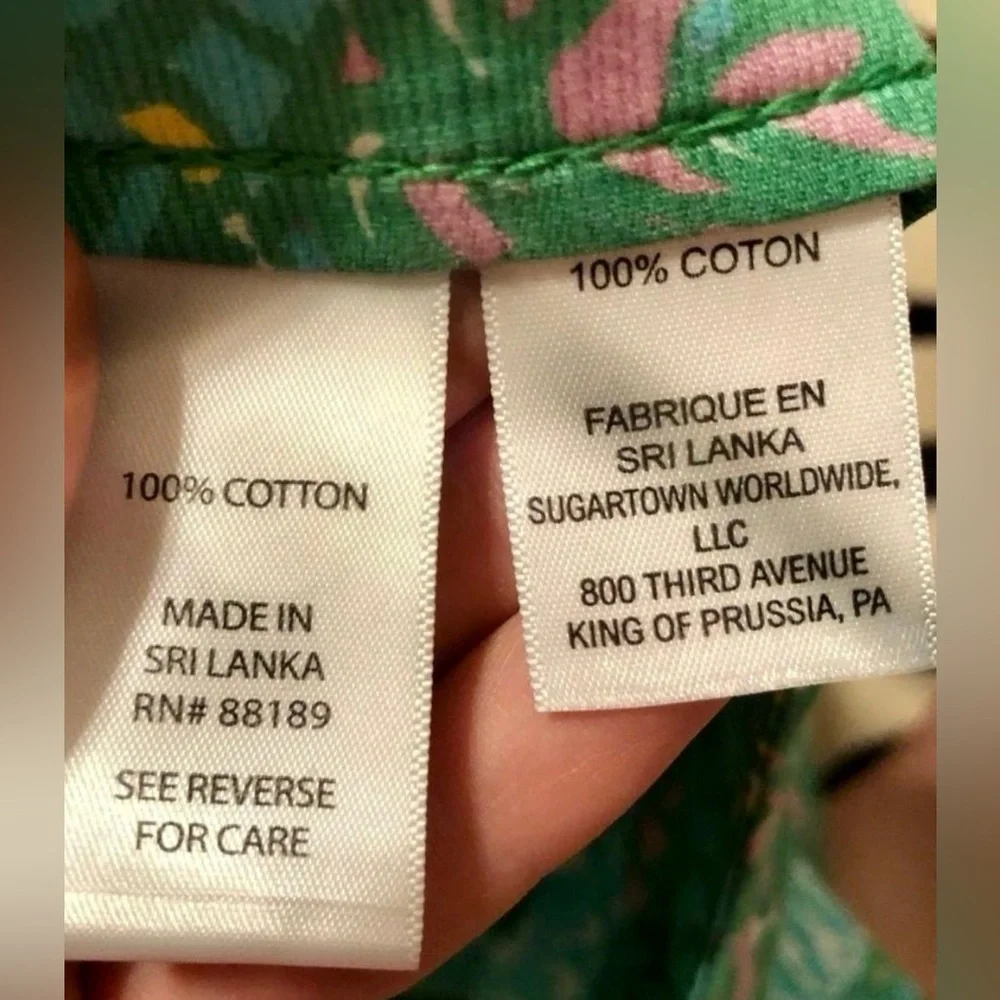 100% COTTON
MADE IN
SRI LANKA
RN# 88189
SEE REVERSE
FOR CARE
100% COTON
FABRIQUE EN
SRI LANKA
SUGARTOWN WORLDWIDE,
LLC
800 THIRD AVENUE
KING OF PRUSSIA, PA